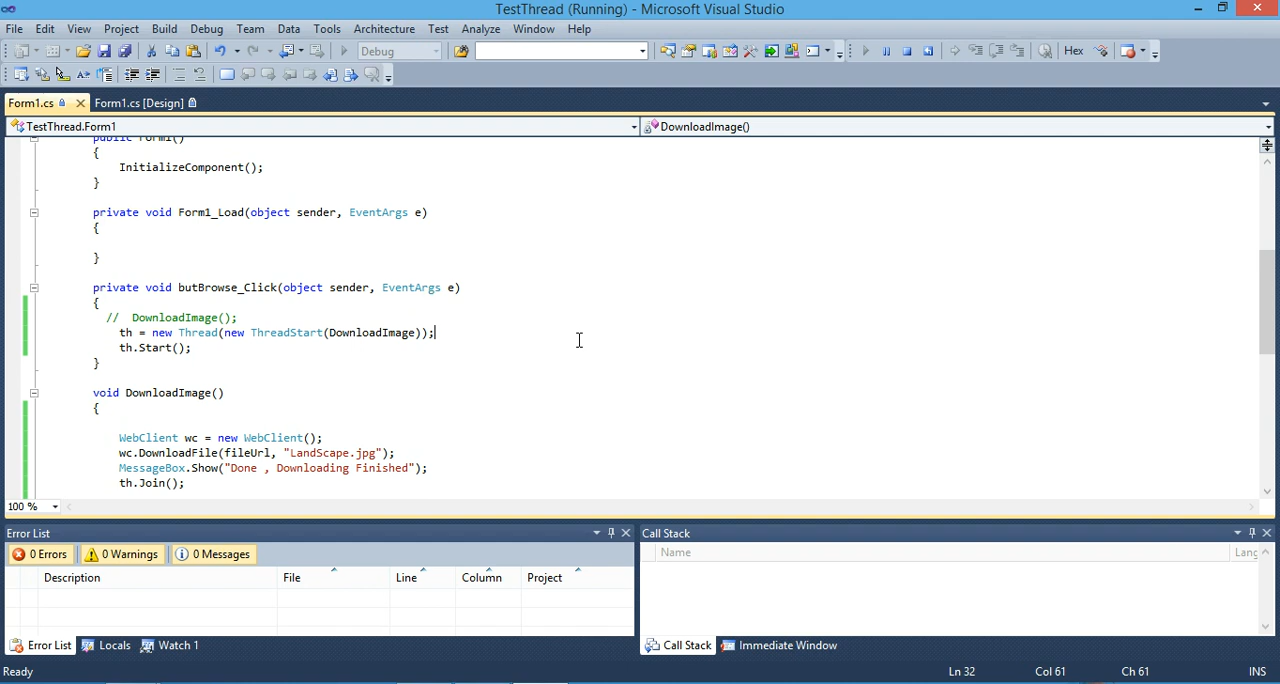 TestThread (Running) - Microsoft Visual Studio
File Edit View Project Build Debug Team Data Tools Architecture Test Analyze Window Help
Debug Hex
Form1.cs Form1.cs [Design]
TestThread.Form1 DownloadImage()
public Form1()
{
InitializeComponent();
}
private void Form1_Load(object sender, EventArgs e)
{
}
private void butBrowse_Click(object sender, EventArgs e)
{
// DownloadImage();
th = new Thread(new ThreadStart(DownloadImage));
th.Start();
}
void DownloadImage()
{
WebClient wc = new WebClient();
wc.DownloadFile(fileUrl, "LandScape.jpg");
MessageBox.Show("Done , Downloading Finished");
th.Join();
100 %
Error List
0 Errors 0 Warnings 0 Messages
Description File Line Column Project
Error List Locals Watch 1
Call Stack
Name Lang
Call Stack Immediate Window
Ready Ln 32 Col 61 Ch 61 INS